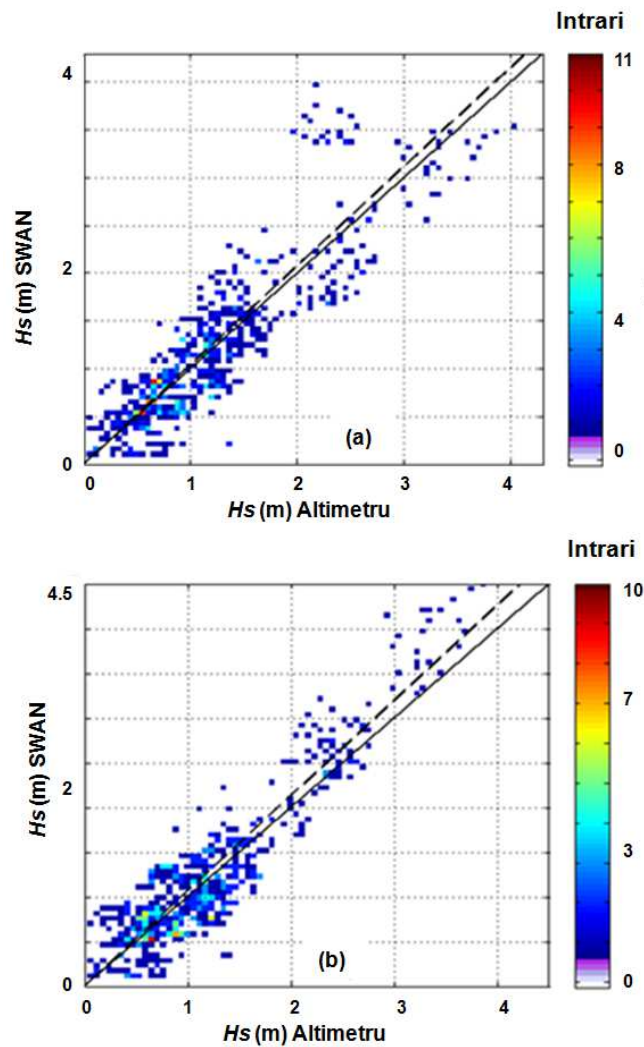 Intrari
11
4
8
Hs (m) SWAN
2
4
(a)
0
0
0 1 2 3 4
Hs (m) Altimetru
Intrari
4.5
10
7
Hs (m) SWAN
2
3
(b)
0
0
0 1 2 3 4
Hs (m) Altimetru